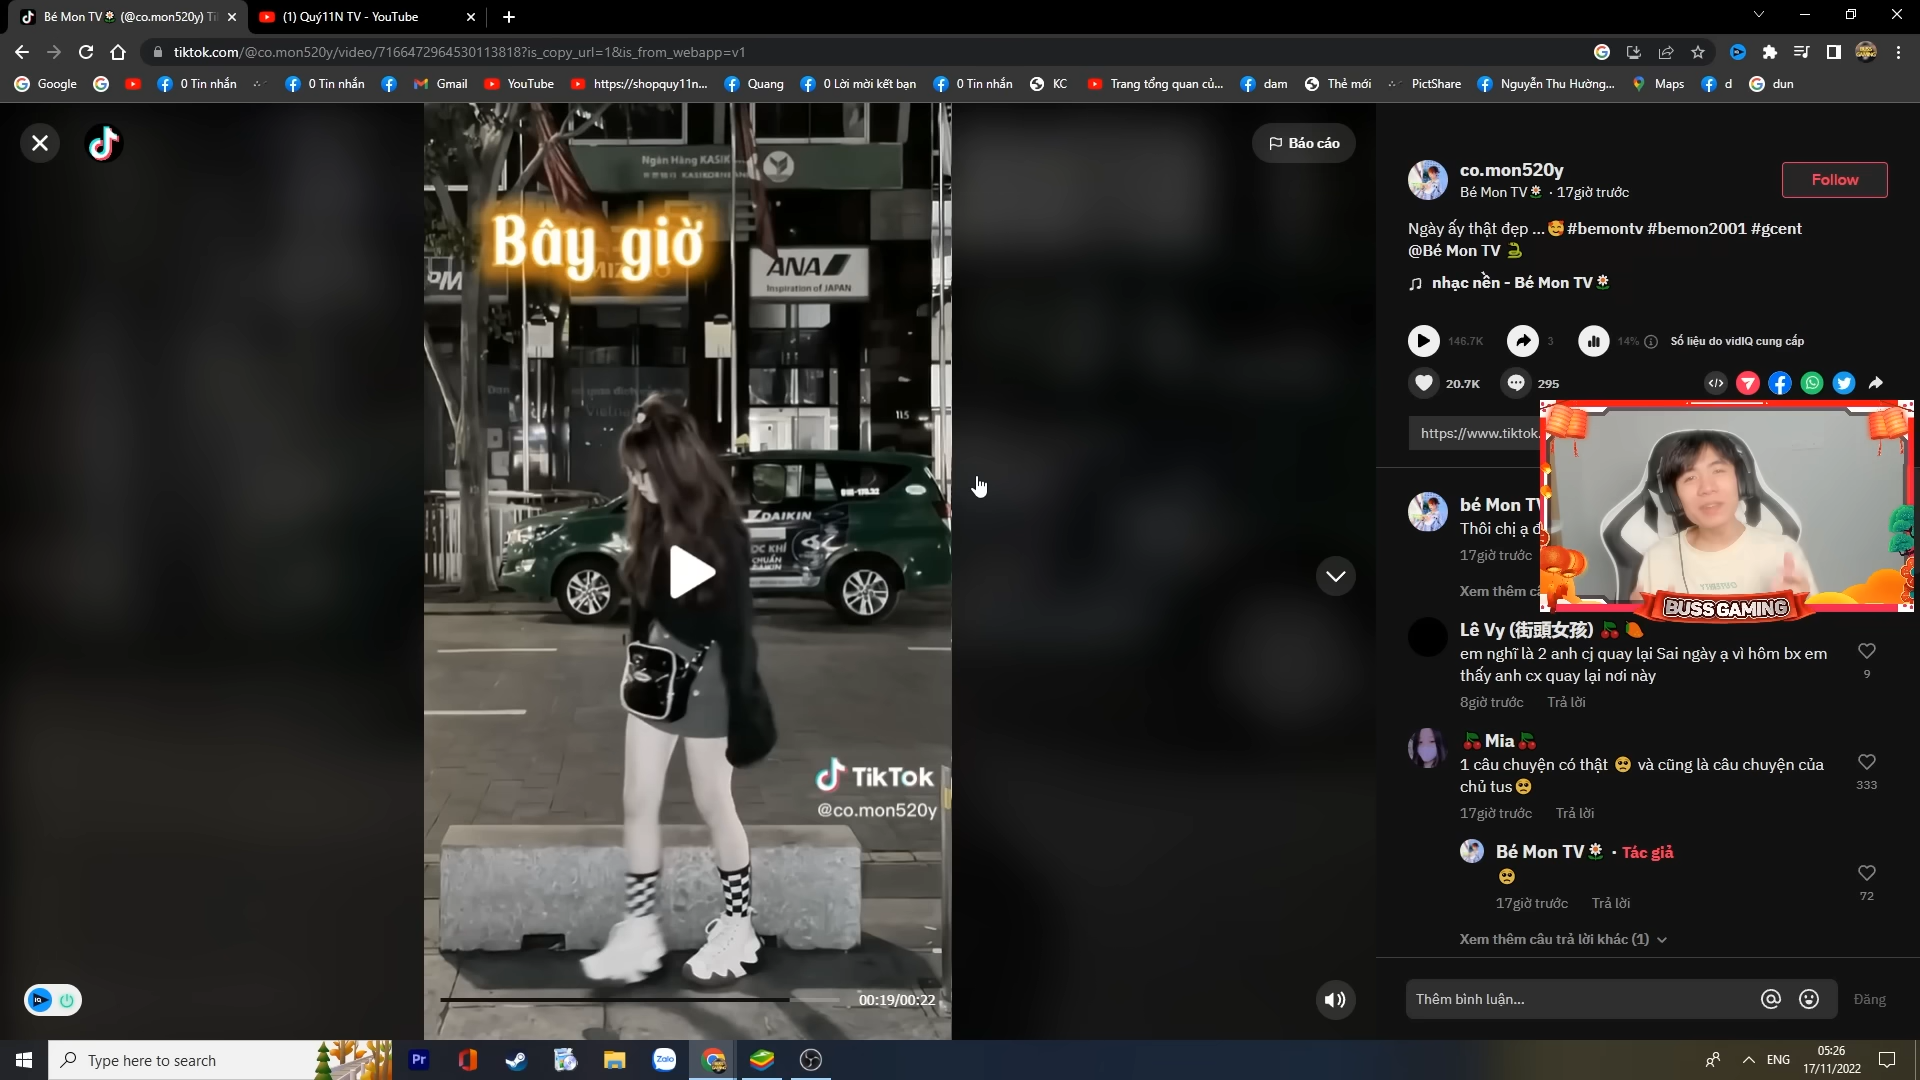 Bé Mon TV🌼 (@co.mon520y) Ti
(1) Quý11N TV - YouTube
tiktok.com/@co.mon520y/video/7166472964530113818?is_copy_url=1&is_from_webapp=v1
Google
0 Tin nhắn
0 Tin nhắn
Gmail
YouTube
https://shopquy11n...
Quang
0 Lời mời kết bạn
0 Tin nhắn
KC
Trang tổng quan củ...
dam
Thẻ mới
PictShare
Nguyễn Thu Hường...
Maps
d
dun
Báo cáo
Ngân Hàng KASIK
Bây giờ
PM
ANA
Inspiration of JAPAN
115
DAIKIN
TikTok
@co.mon520y
00:19/00:22
co.mon520y
Bé Mon TV🌼 · 17giờ trước
Follow
Ngày ấy thật đẹp ...🥰 #bemontv #bemon2001 #gcent
@Bé Mon TV 🐍
nhạc nền - Bé Mon TV🌼
146.7K
3
14%
Số liệu do vidIQ cung cấp
20.7K
295
https://www.tiktok.
bé Mon TV
Thôi chị ạ đ
17giờ trước
Xem thêm câ
BUSS GAMING
Lê Vy (街頭女孩) 🍒 🥭
em nghĩ là 2 anh cj quay lại Sai ngày ạ vì hôm bx em
thấy anh cx quay lại nơi này
9
8giờ trước Trả lời
🍒Mia🍒
1 câu chuyện có thật 🥺 và cũng là câu chuyện của
chủ tus🥺
333
17giờ trước Trả lời
Bé Mon TV🌼 · Tác giả
🥺
72
17giờ trước Trả lời
Xem thêm câu trả lời khác (1)
Thêm bình luận...
Đăng
Type here to search
Pr
Zalo
ENG
05:26
17/11/2022